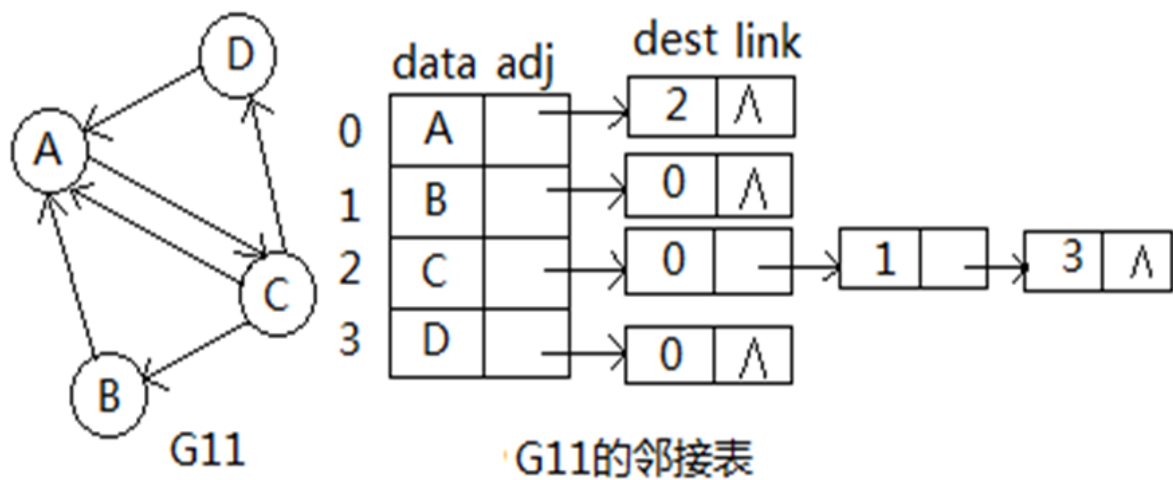 D
A
C
B
G11
data adj
dest link
0 A 2 ∧
1 B 0 ∧
2 C 0 1 3 ∧
3 D 0 ∧
G11的邻接表